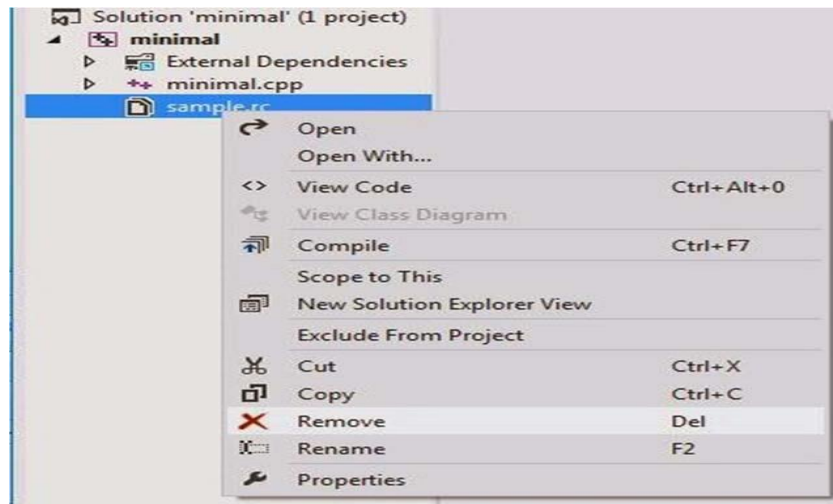 Solution 'minimal' (1 project)
minimal
External Dependencies
minimal.cpp
sample.rc
Open
Open With...
View Code Ctrl+Alt+0
View Class Diagram
Compile Ctrl+F7
Scope to This
New Solution Explorer View
Exclude From Project
Cut Ctrl+X
Copy Ctrl+C
Remove Del
Rename F2
Properties